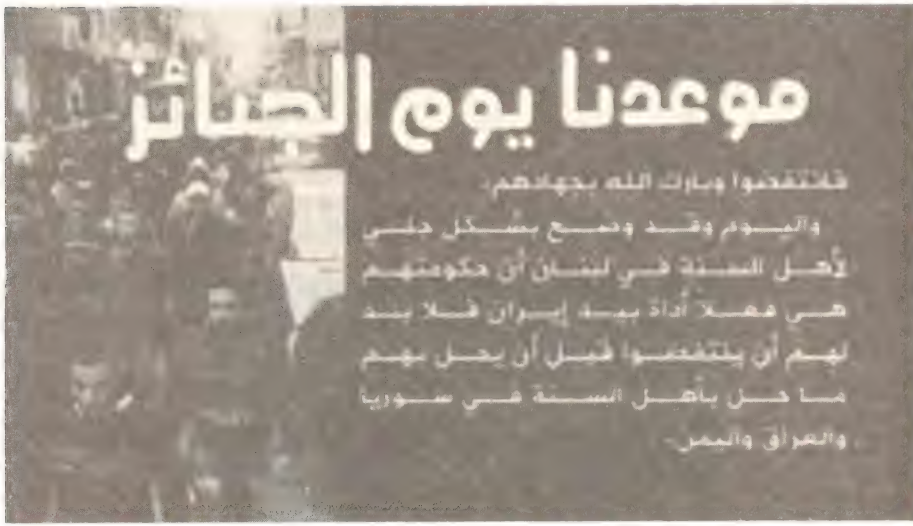 موعدنا يوم الجنائز
فانتفضوا وبارك الله بجهادهم،
واليوم وقد وضح بشكل جلي
لأهل السنة في لبنان أن حكومتهم
هي فعلاً أداة بيد إيران فلا بد
لهم أن ينتفضوا قبل أن يحل بهم
ما حل بأهل السنة في سوريا
والعراق واليمن.